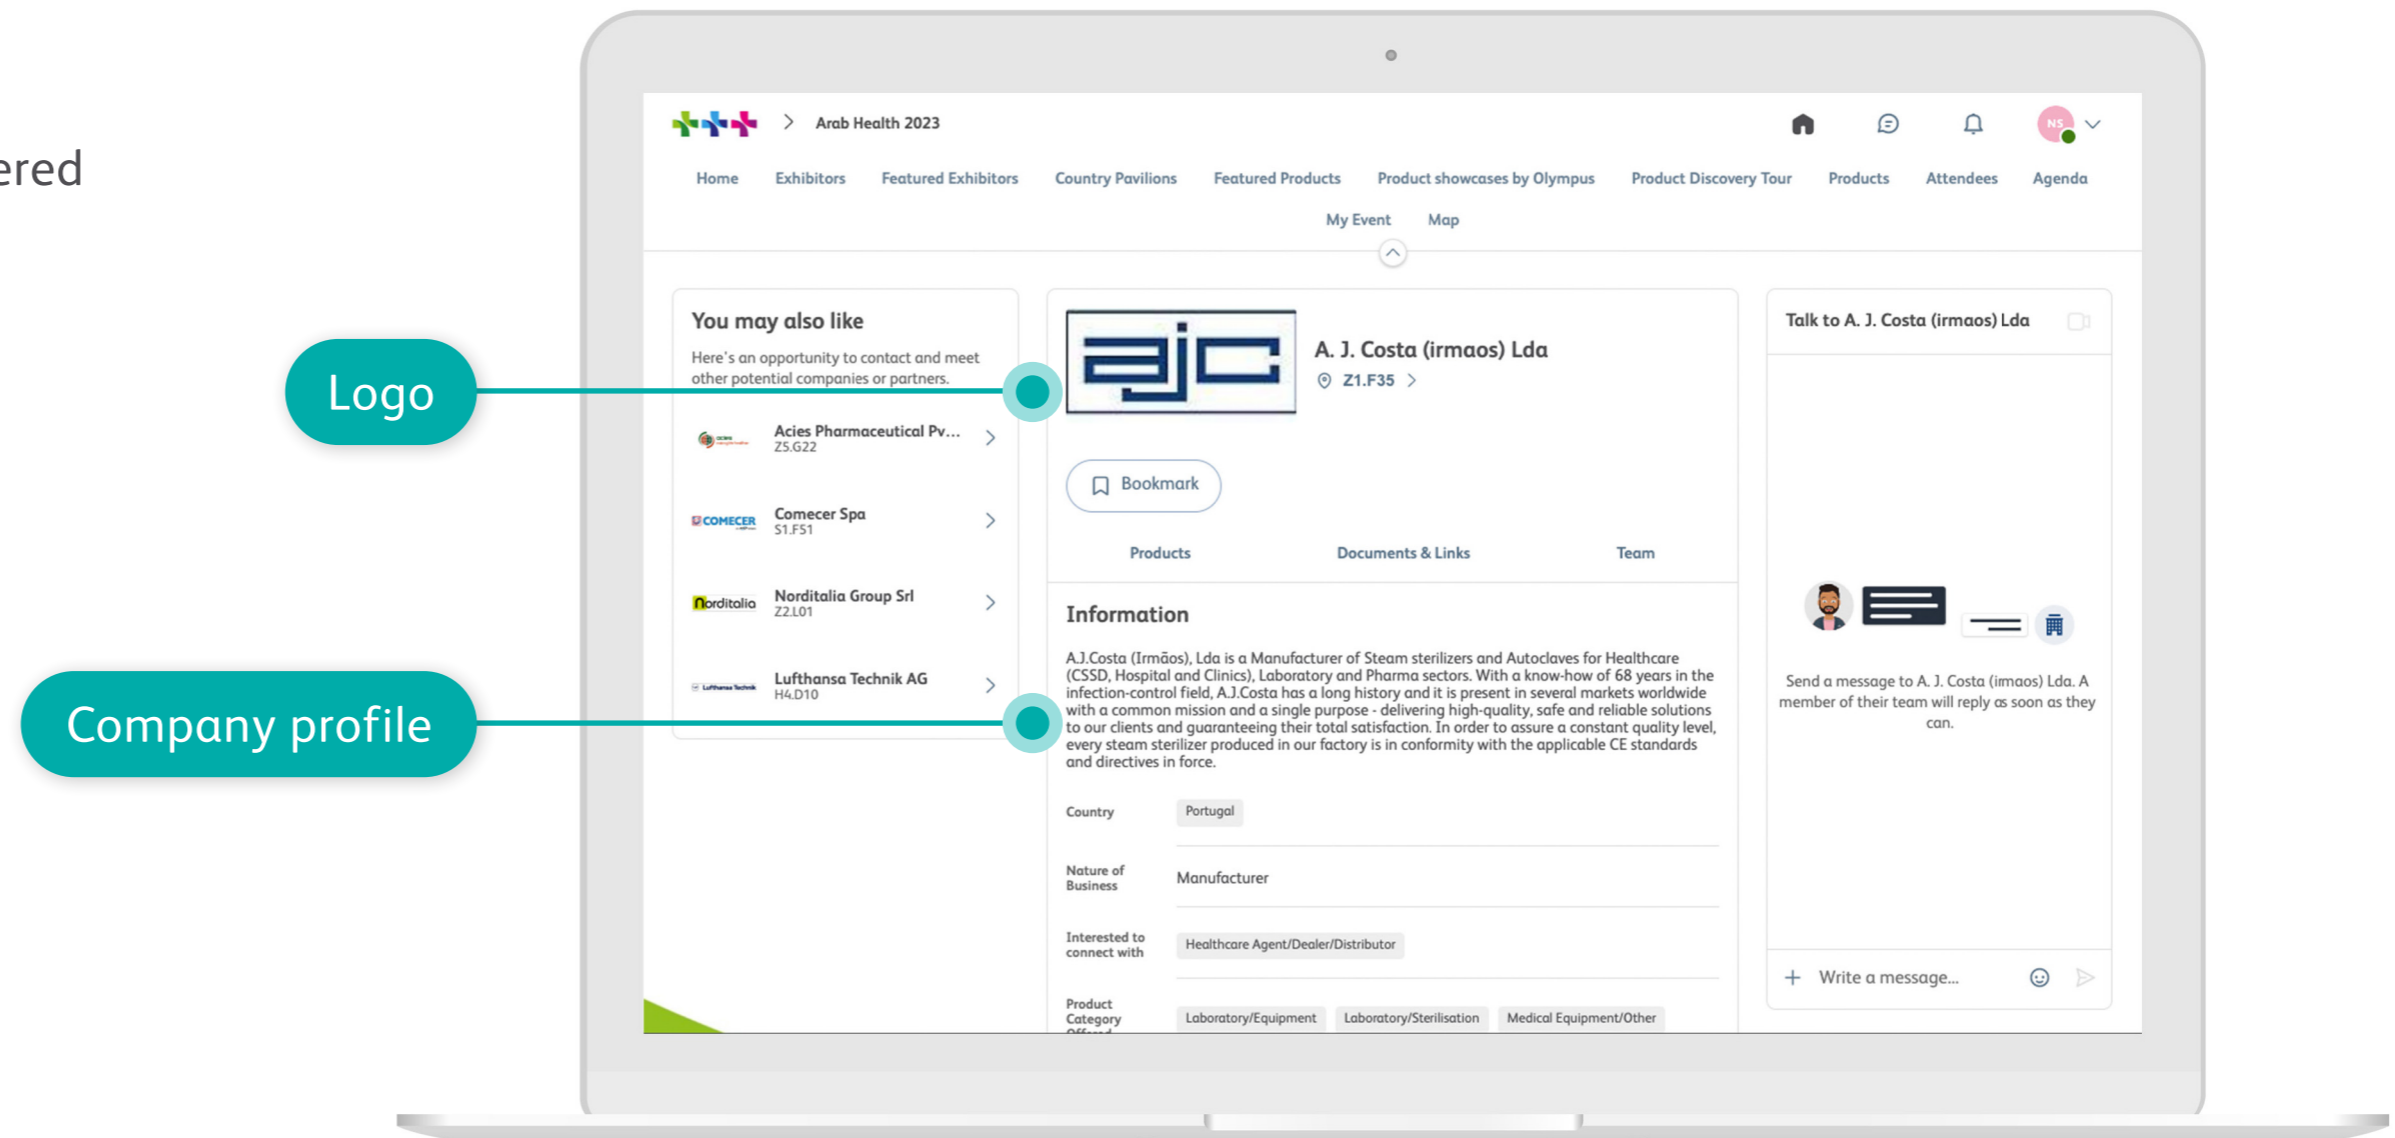 ered
Logo
Company profile
Arab Health 2023
NS
Home Exhibitors Featured Exhibitors Country Pavilions Featured Products Product showcases by Olympus Product Discovery Tour Products Attendees Agenda
My Event Map
You may also like
Here's an opportunity to contact and meet
other potential companies or partners.
acies
Acies Pharmaceutical Pv...
Z5.G22
COMECER
Comecer Spa
S1.F51
Norditalia
Norditalia Group Srl
Z2.L01
Lufthansa Technik
Lufthansa Technik AG
H4.D10
ajc
A. J. Costa (irmaos) Lda
Z1.F35
Bookmark
Products Documents & Links Team
Information
A.J.Costa (Irmãos), Lda is a Manufacturer of Steam sterilizers and Autoclaves for Healthcare
(CSSD, Hospital and Clinics), Laboratory and Pharma sectors. With a know-how of 68 years in the
infection-control field, A.J.Costa has a long history and it is present in several markets worldwide
with a common mission and a single purpose - delivering high-quality, safe and reliable solutions
to our clients and guaranteeing their total satisfaction. In order to assure a constant quality level,
every steam sterilizer produced in our factory is in conformity with the applicable CE standards
and directives in force.
Country Portugal
Nature of
Business
Manufacturer
Interested to
connect with
Healthcare Agent/Dealer/Distributor
Product
Category
Offered
Laboratory/Equipment Laboratory/Sterilisation Medical Equipment/Other
Talk to A. J. Costa (irmaos) Lda
Send a message to A. J. Costa (irmaos) Lda. A
member of their team will reply as soon as they
can.
Write a message...